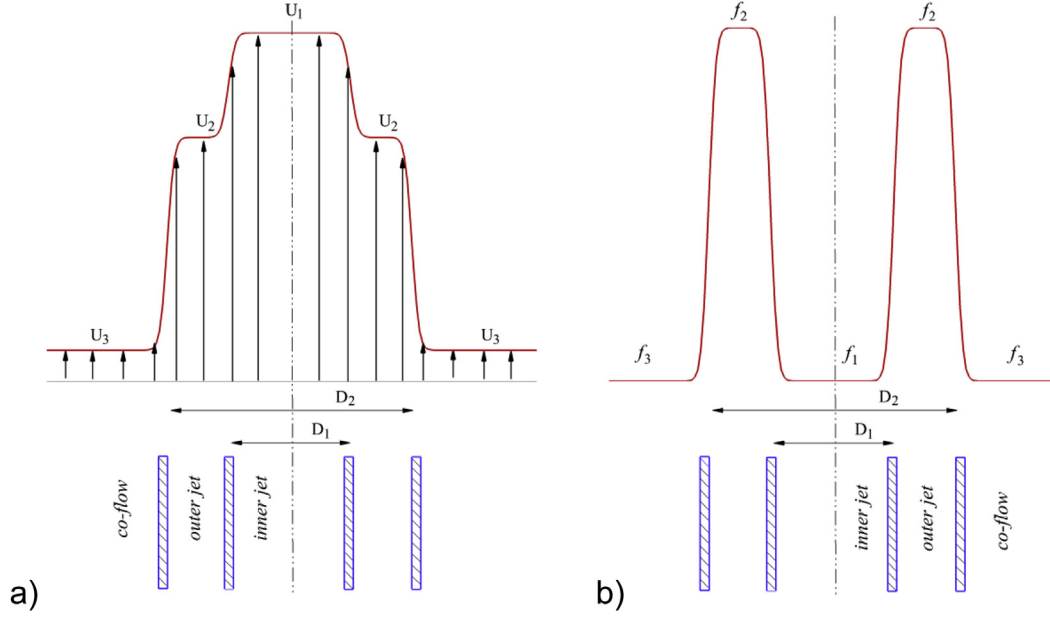 U1
U2 U2
U3 U3
D2
D1
co-flow
outer jet
inner jet
a)
f2 f2
f3 f1 f3
D2
D1
inner jet
outer jet
co-flow
b)